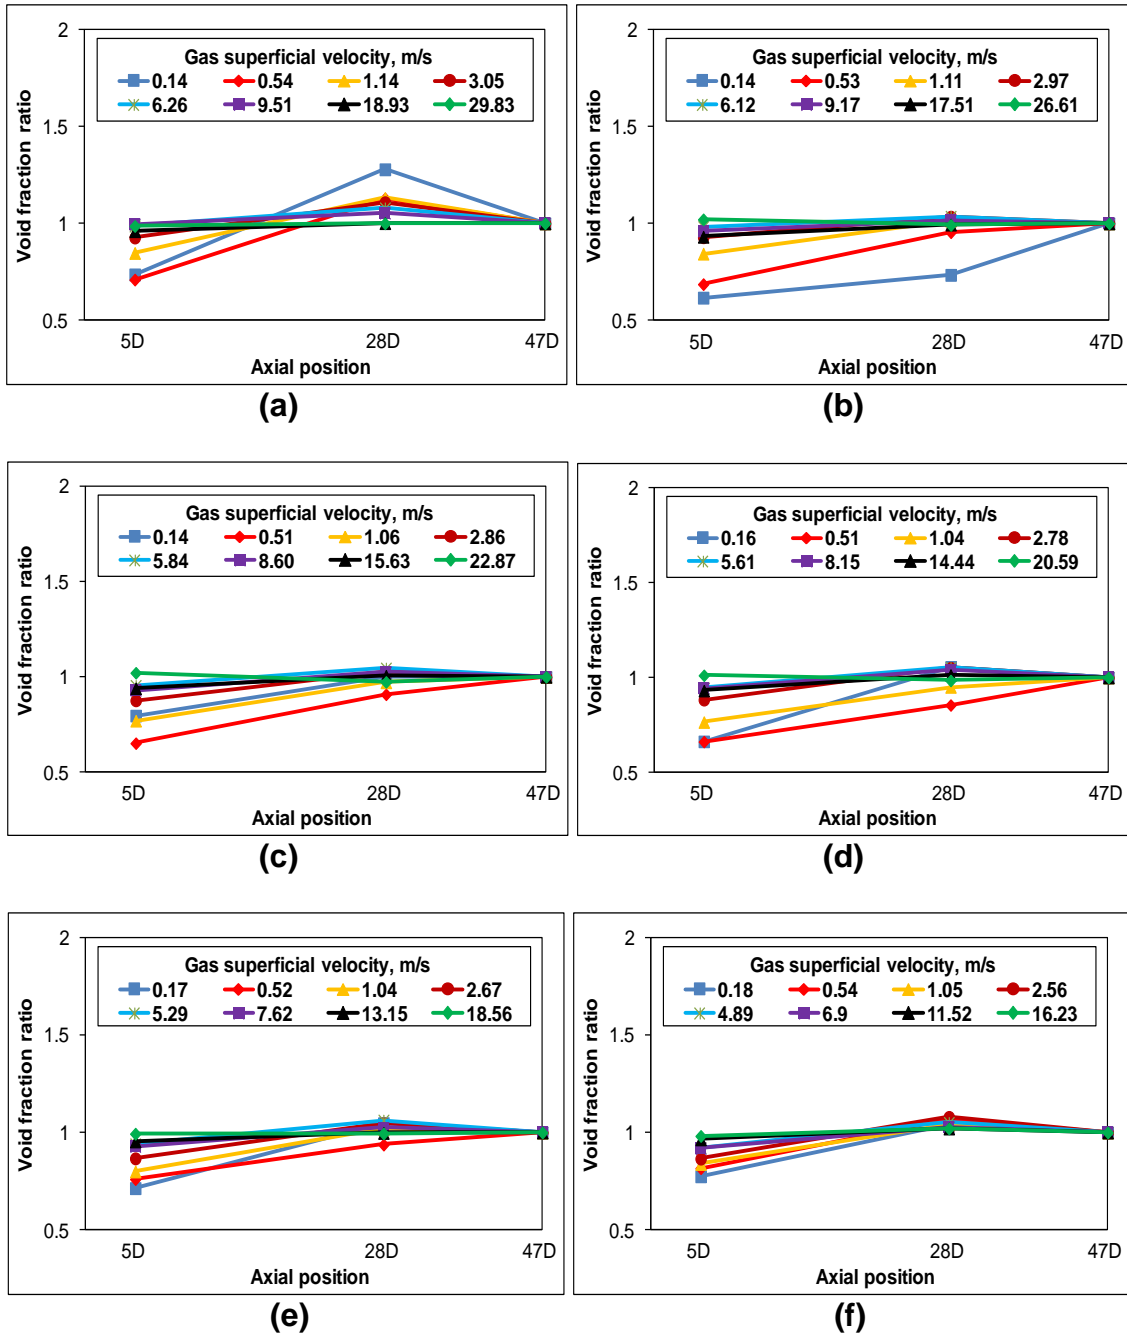 2
Gas superficial velocity, m/s
0.14 0.54 1.14 3.05
6.26 9.51 18.93 29.83
1.5
1
0.5
Void fraction ratio
5D 28D 47D
Axial position
(a)
2
Gas superficial velocity, m/s
0.14 0.53 1.11 2.97
6.12 9.17 17.51 26.61
1.5
1
0.5
Void fraction ratio
5D 28D 47D
Axial position
(b)
2
Gas superficial velocity, m/s
0.14 0.51 1.06 2.86
5.84 8.60 15.63 22.87
1.5
1
0.5
Void fraction ratio
5D 28D 47D
Axial position
(c)
2
Gas superficial velocity, m/s
0.16 0.51 1.04 2.78
5.61 8.15 14.44 20.59
1.5
1
0.5
Void fraction ratio
5D 28D 47D
Axial position
(d)
2
Gas superficial velocity, m/s
0.17 0.52 1.04 2.67
5.29 7.62 13.15 18.56
1.5
1
0.5
Void fraction ratio
5D 28D 47D
Axial position
(e)
2
Gas superficial velocity, m/s
0.18 0.54 1.05 2.56
4.89 6.9 11.52 16.23
1.5
1
0.5
Void fraction ratio
5D 28D 47D
Axial position
(f)